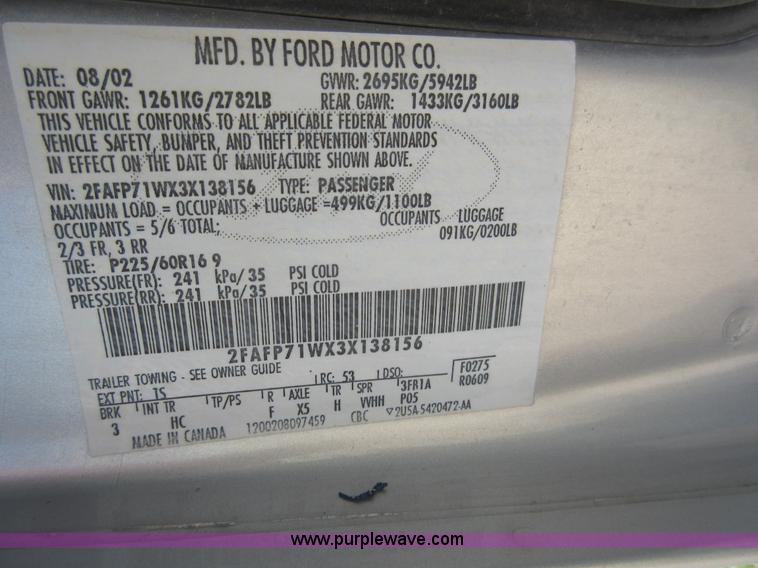 MFD. BY FORD MOTOR CO.
DATE: 08/02 GVWR: 2695KG/5942LB
FRONT GAWR: 1261KG/2782LB REAR GAWR: 1433KG/3160LB
THIS VEHICLE CONFORMS TO ALL APPLICABLE FEDERAL MOTOR
VEHICLE SAFETY, BUMPER, AND THEFT PREVENTION STANDARDS
IN EFFECT ON THE DATE OF MANUFACTURE SHOWN ABOVE.
VIN: 2FAFP71WX3X138156 TYPE: PASSENGER
MAXIMUM LOAD = OCCUPANTS + LUGGAGE =499KG/1100LB
OCCUPANTS = 5/6 TOTAL; OCCUPANTS LUGGAGE
2/3 FR, 3 RR 091KG/0200LB
TIRE: P225/60R16 9
PRESSURE(FR): 241 kPa/35 PSI COLD
PRESSURE(RR): 241 kPa/35 PSI COLD
2FAFP71WX3X138156
TRAILER TOWING - SEE OWNER GUIDE F0275
EXT PNT: TS RC: 53 DSO: R0609
BRK INT TR TP/PS R AXLE TR SPR 3FR1A
3 HC F X5 H VVHH P05
MADE IN CANADA 1200208097459 CBC 2U5A-5420472-AA
www.purplewave.com